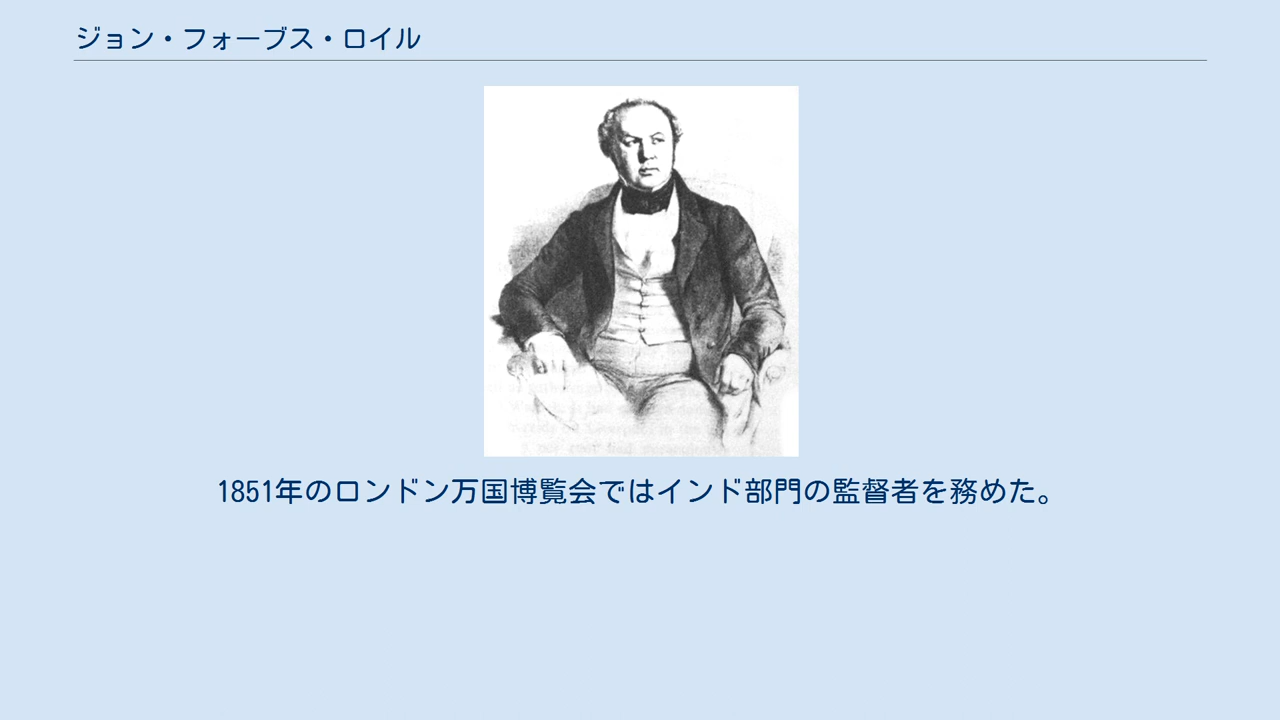 ジョン・フォーブス・ロイル
1851年のロンドン万国博覧会ではインド部門の監督者を務めた。